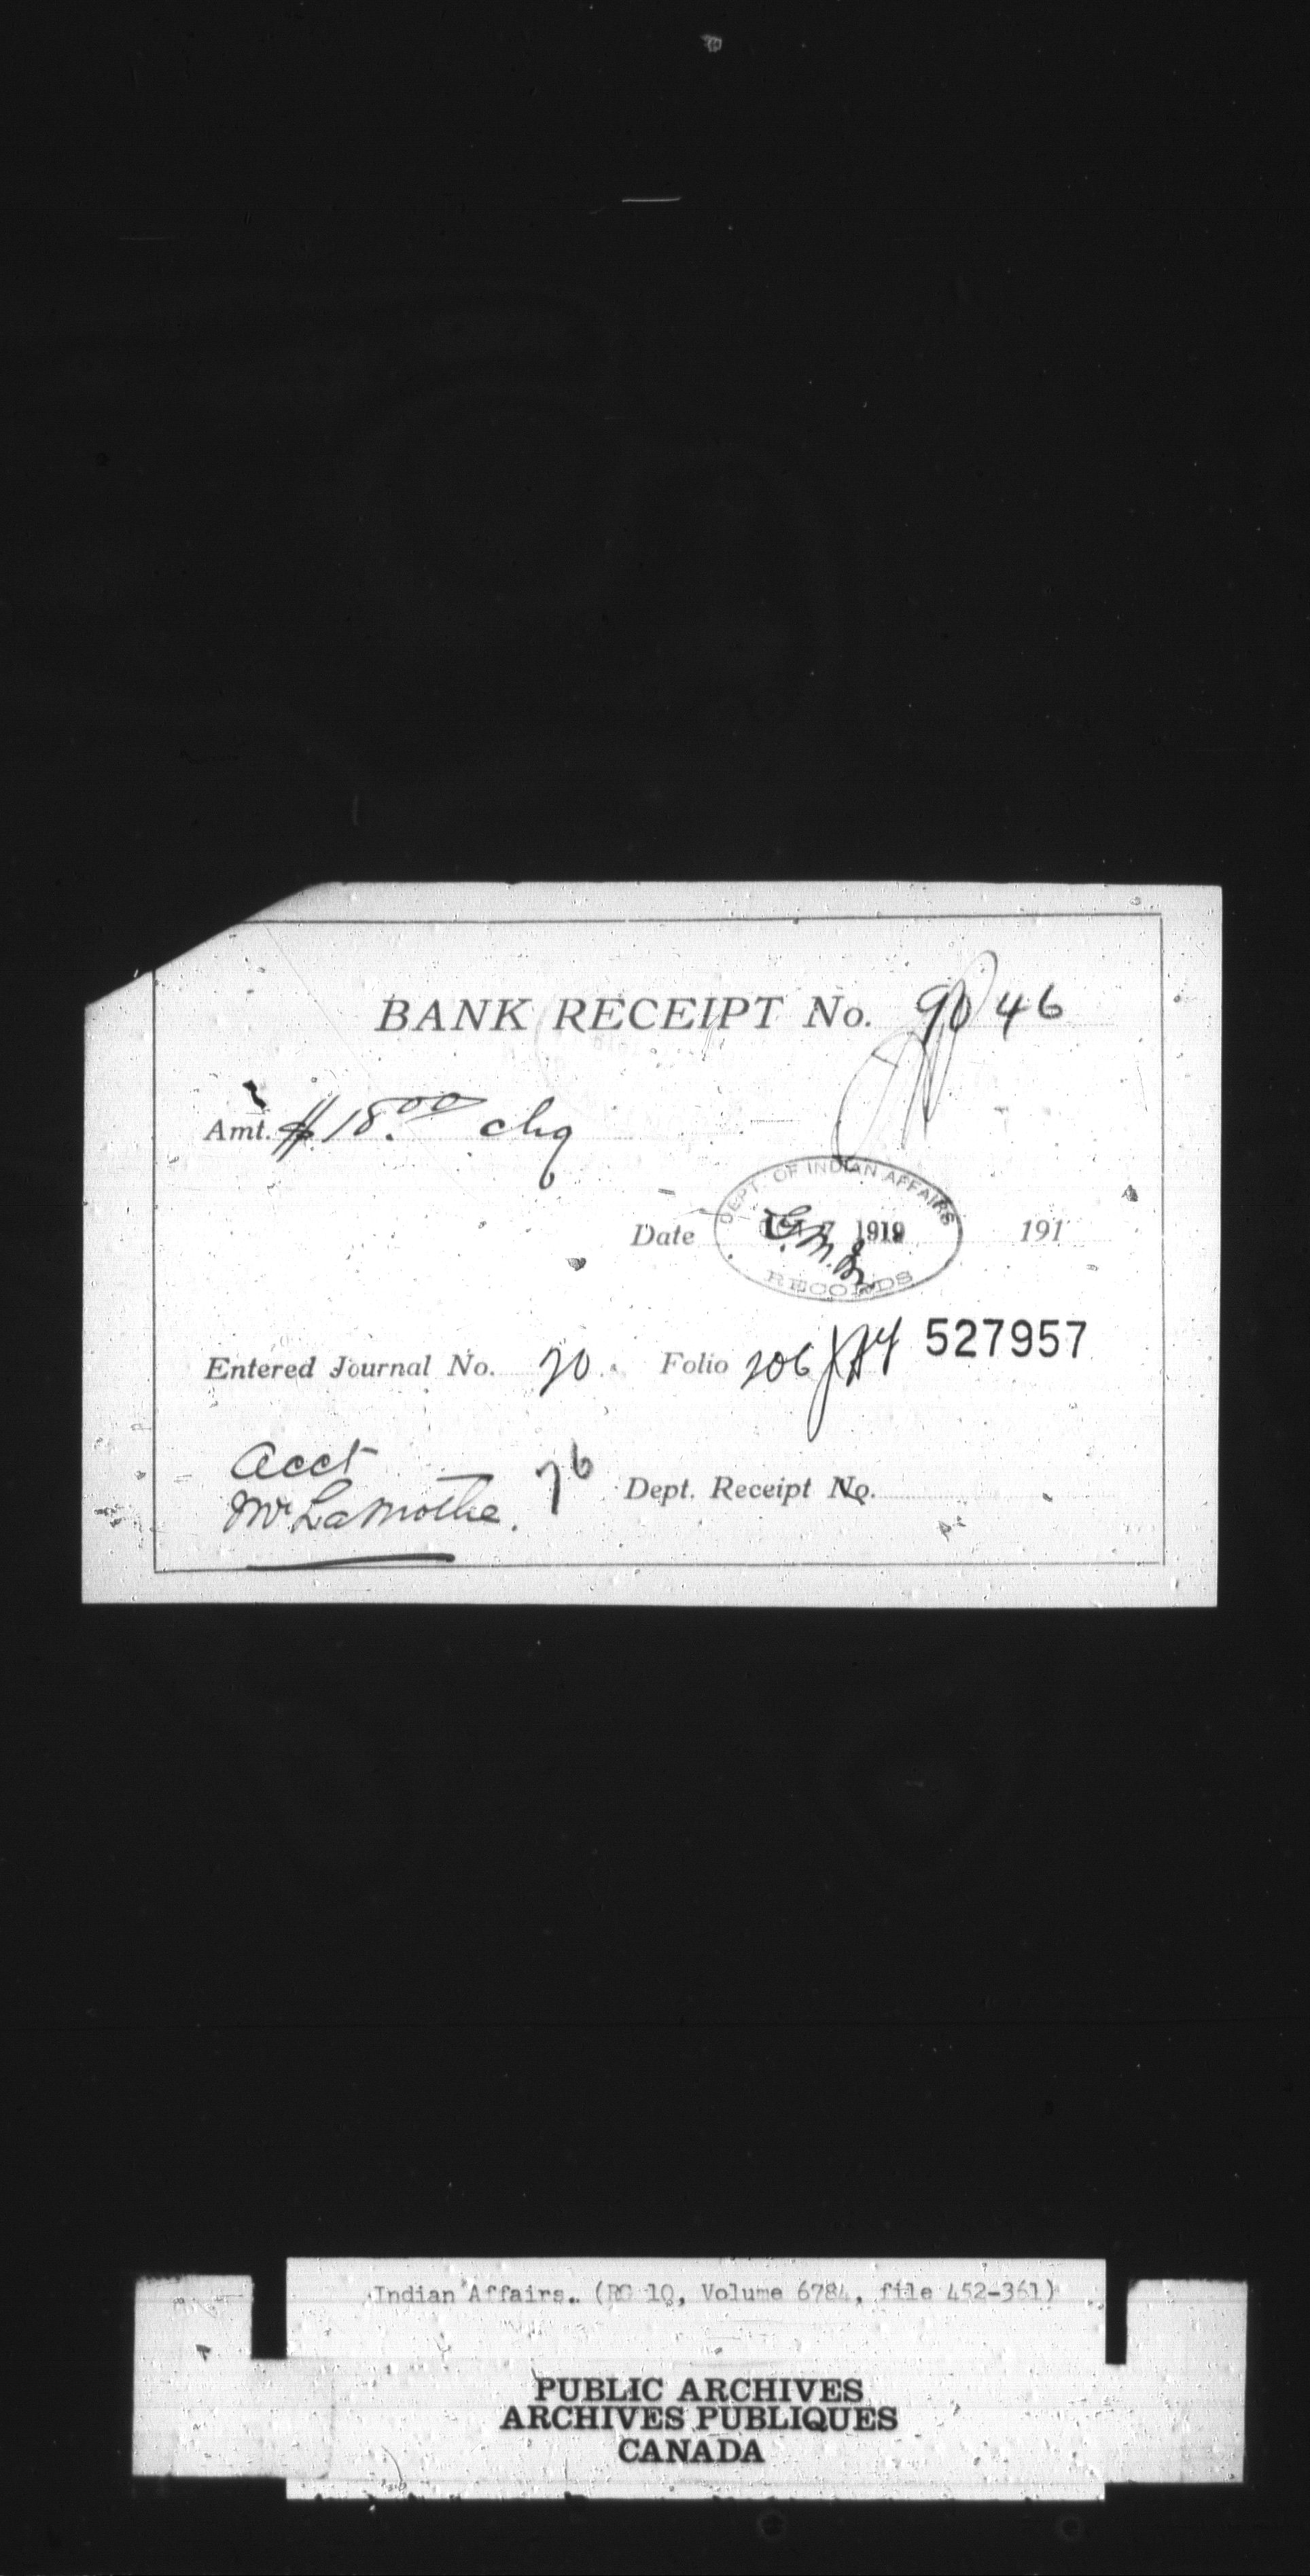 BANK RECEIPT No. 9046
Amt. $18.00 chq
DEPT. OF INDIAN AFFAIRS
Date 7 1919 191
RECORDS
527957
Entered Journal No. 20 Folio 206
Acct
Mr LaMothe. 76 Dept. Receipt No.
Indian Affairs. (RG 10, Volume 6784, file 452-361)
PUBLIC ARCHIVES
ARCHIVES PUBLIQUES
CANADA